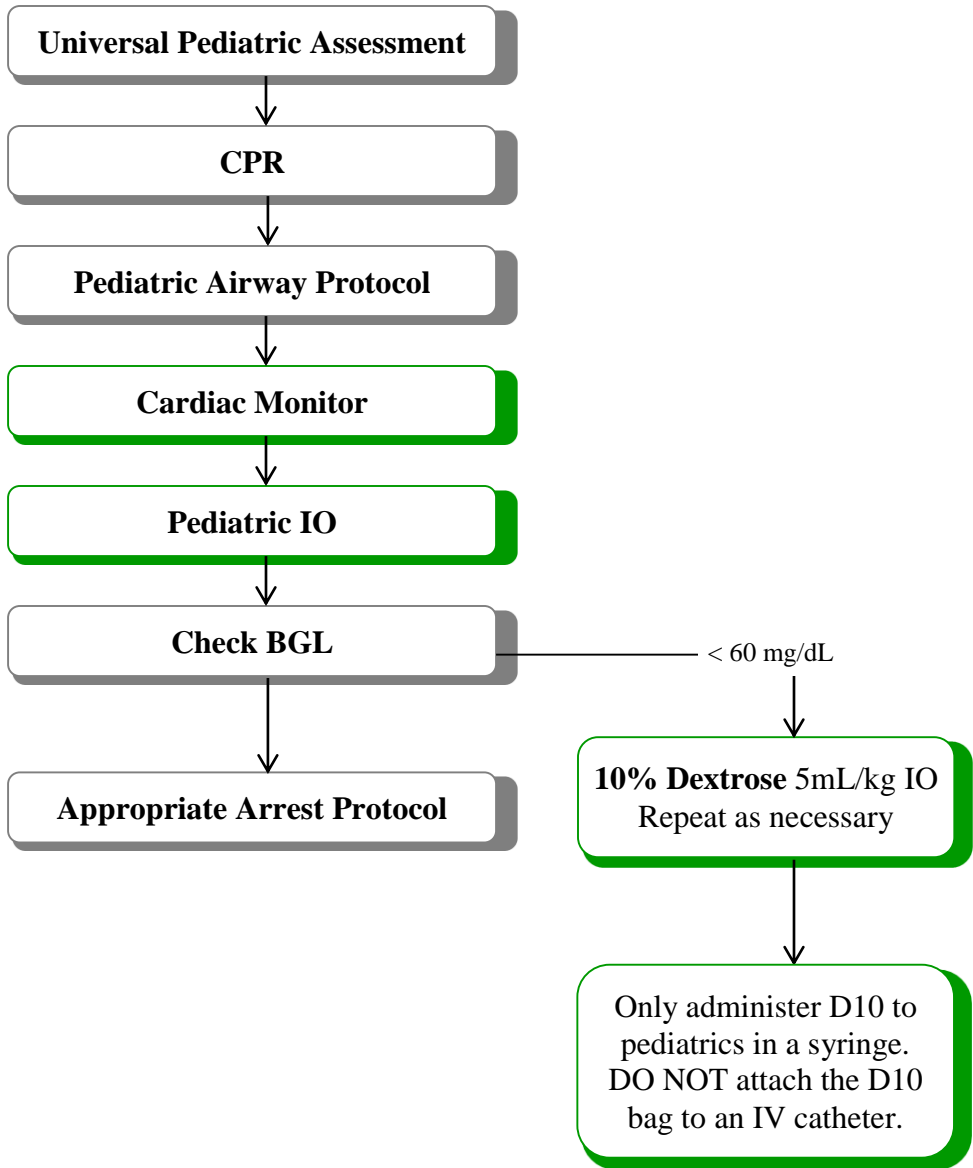 Universal Pediatric Assessment
CPR
Pediatric Airway Protocol
Cardiac Monitor
Pediatric IO
Check BGL
< 60 mg/dL
10% Dextrose 5mL/kg IO
Repeat as necessary
Appropriate Arrest Protocol
Only administer D10 to
pediatrics in a syringe.
DO NOT attach the D10
bag to an IV catheter.